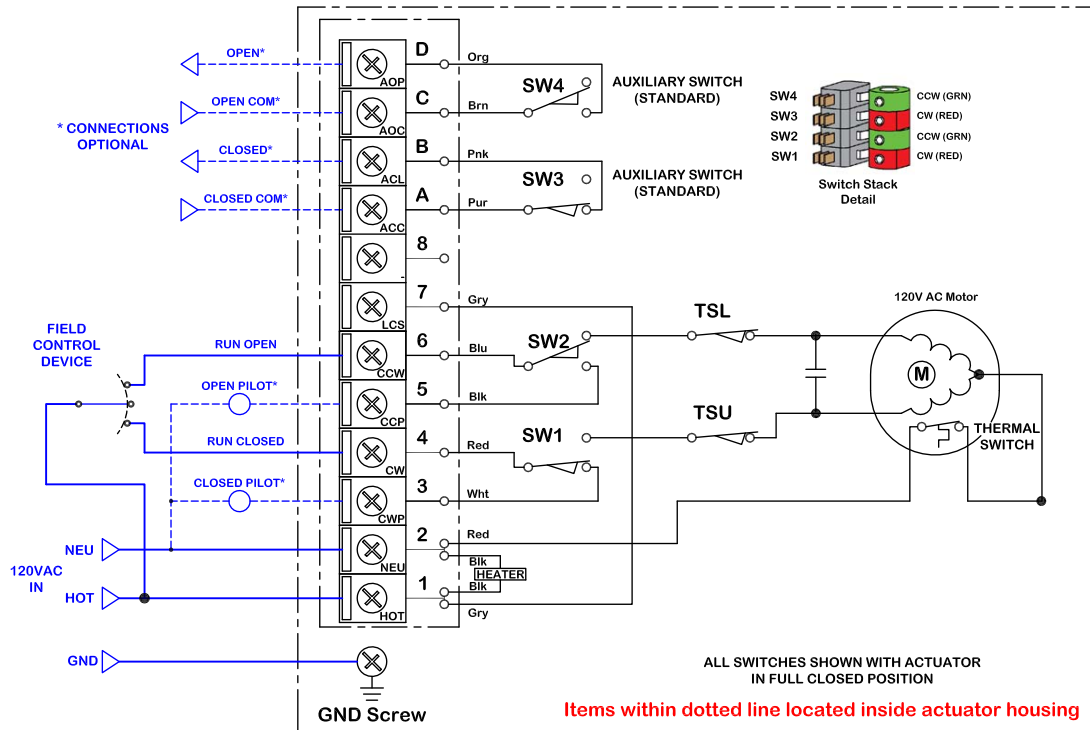 OPEN*
OPEN COM*
* CONNECTIONS
OPTIONAL
CLOSED*
CLOSED COM*
D
AOP
Org
C
AOC
Brn
SW4
AUXILIARY SWITCH
(STANDARD)
B
ACL
Pnk
A
ACC
Pur
SW3
AUXILIARY SWITCH
(STANDARD)
SW4
SW3
SW2
SW1
CCW (GRN)
CW (RED)
CCW (GRN)
CW (RED)
Switch Stack
Detail
8
-
7
LCS
Gry
6
CCW
Blu
SW2
5
CCP
Blk
4
CW
Red
SW1
3
CWP
Wht
2
NEU
Red
Blk
HEATER
Blk
1
HOT
Gry
TSL
TSU
120V AC Motor
M
THERMAL
SWITCH
FIELD
CONTROL
DEVICE
RUN OPEN
OPEN PILOT*
RUN CLOSED
CLOSED PILOT*
NEU
120VAC
IN
HOT
GND
GND Screw
ALL SWITCHES SHOWN WITH ACTUATOR
IN FULL CLOSED POSITION
Items within dotted line located inside actuator housing